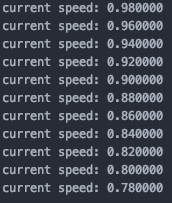 current speed: 0.980000
current speed: 0.960000
current speed: 0.940000
current speed: 0.920000
current speed: 0.900000
current speed: 0.880000
current speed: 0.860000
current speed: 0.840000
current speed: 0.820000
current speed: 0.800000
current speed: 0.780000